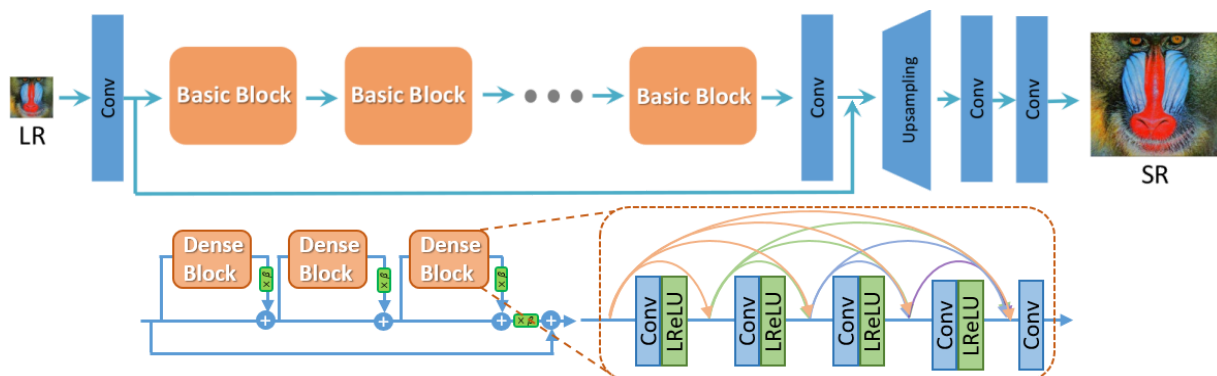 LR
Conv
Basic Block
Basic Block
Basic Block
Conv
Upsampling
Conv
Conv
SR
Dense
Block
× β
Dense
Block
× β
Dense
Block
× β
× β
Conv
LReLU
Conv
LReLU
Conv
LReLU
Conv
LReLU
Conv